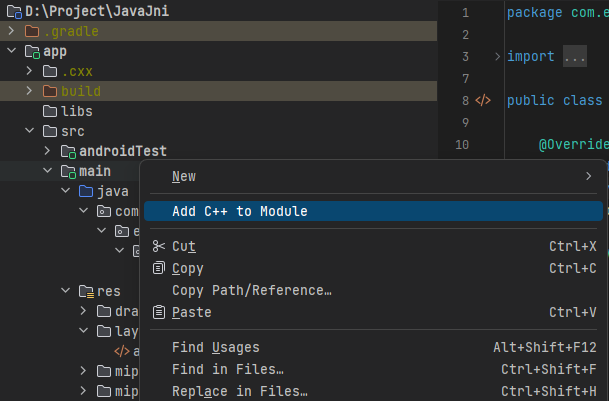 D:\Project\JavaJni
.gradle
app
.cxx
build
libs
src
androidTest
main
java
com
e
res
dra
lay
a
mip
mip
1 package com.e
2
3 import ...
7
8 public class
9
10 @Override
New
Add C++ to Module
Cut Ctrl+X
Copy Ctrl+C
Copy Path/Reference…
Paste Ctrl+V
Find Usages Alt+Shift+F12
Find in Files… Ctrl+Shift+F
Replace in Files… Ctrl+Shift+H